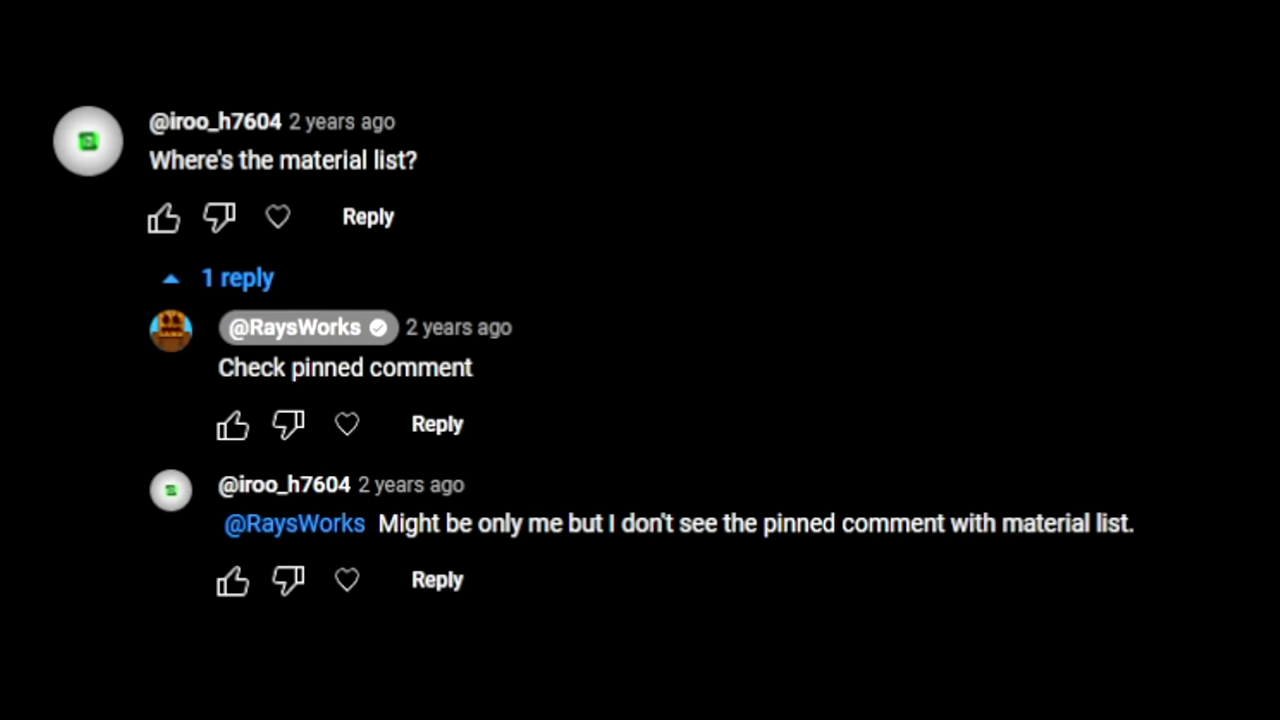 @iroo_h7604 2 years ago
Where's the material list?
Reply
1 reply
@RaysWorks 2 years ago
Check pinned comment
Reply
@iroo_h7604 2 years ago
@RaysWorks Might be only me but I don't see the pinned comment with material list.
Reply